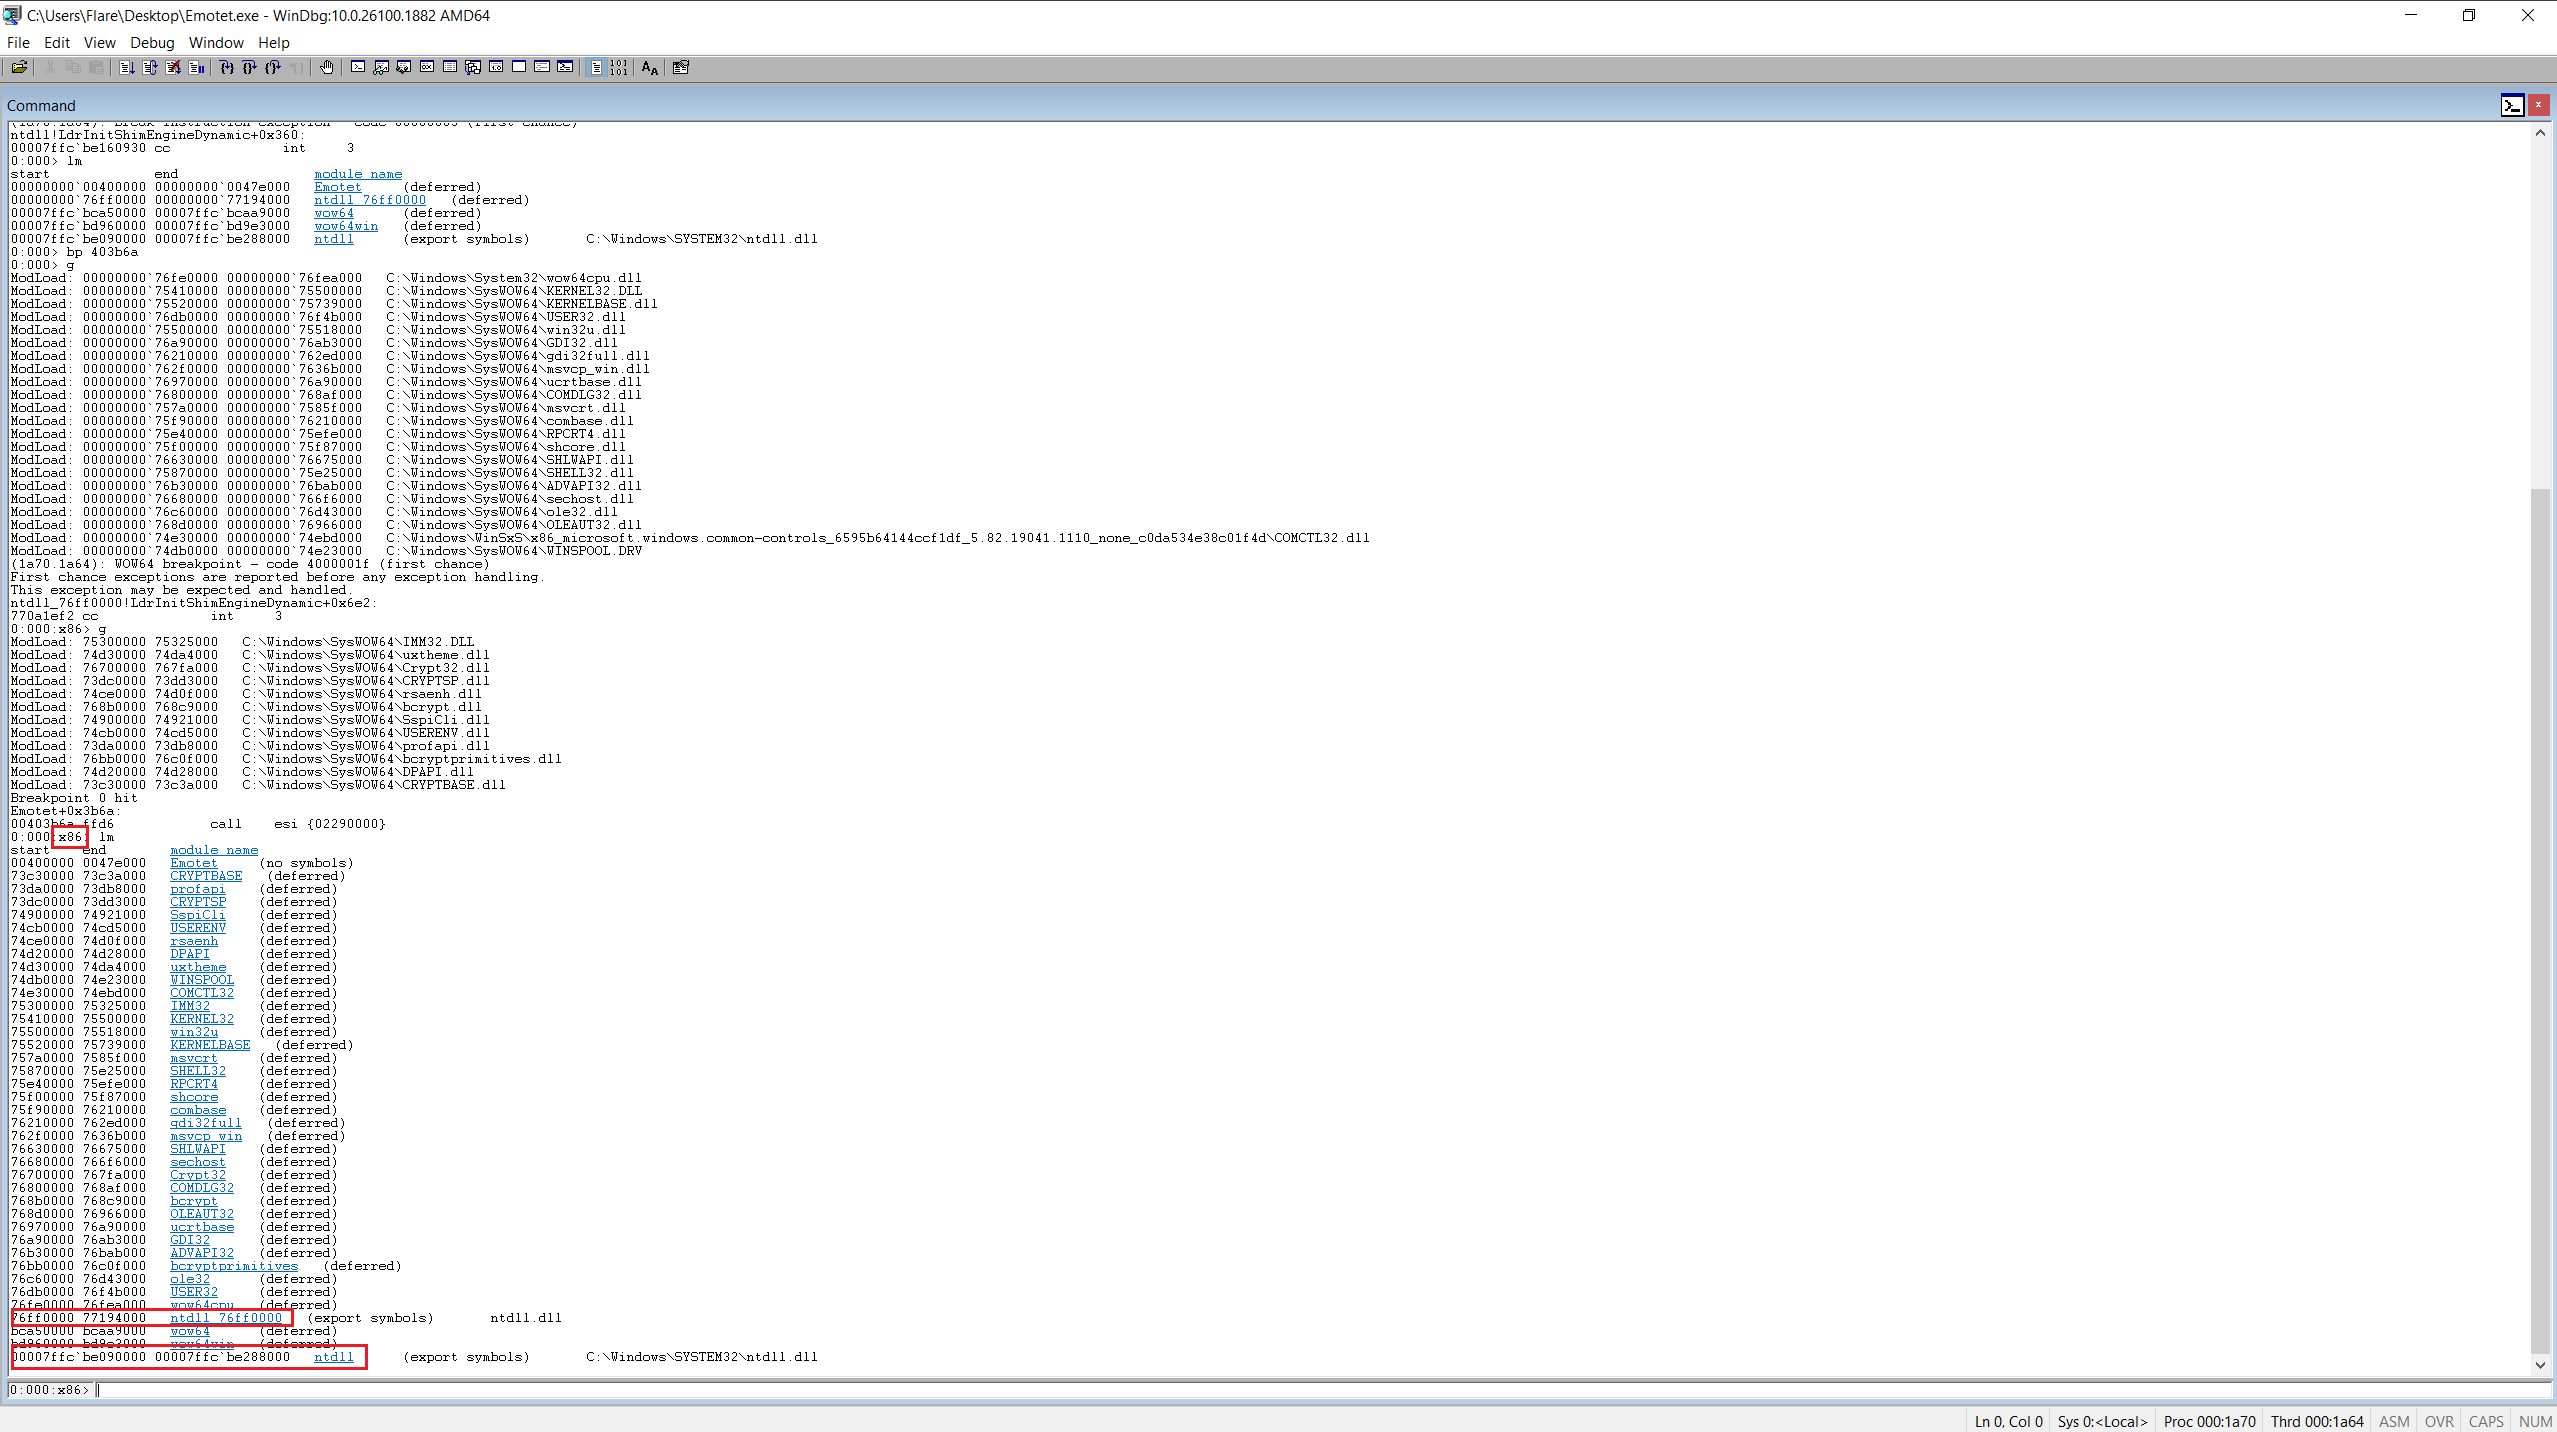 C:\Users\Flare\Desktop\Emotet.exe - WinDbg:10.0.26100.1882 AMD64
File Edit View Debug Window Help
Command
(1a70.1a64): Break instruction exception - code 80000003 (first chance)
ntdll!LdrInitShimEngineDynamic+0x360:
00007ffc`be160930 cc int 3
0:000> lm
start end module name
00000000`00400000 00000000`0047e000 Emotet (deferred)
00000000`76ff0000 00000000`77194000 ntdll_76ff0000 (deferred)
00007ffc`bca50000 00007ffc`bcaa9000 wow64 (deferred)
00007ffc`bd960000 00007ffc`bd9e3000 wow64win (deferred)
00007ffc`be090000 00007ffc`be288000 ntdll (export symbols) C:\Windows\SYSTEM32\ntdll.dll
0:000> bp 403b6a
0:000> g
ModLoad: 00000000`76fe0000 00000000`76fea000 C:\Windows\System32\wow64cpu.dll
ModLoad: 00000000`75410000 00000000`75500000 C:\Windows\SysWOW64\KERNEL32.DLL
ModLoad: 00000000`75520000 00000000`75739000 C:\Windows\SysWOW64\KERNELBASE.dll
ModLoad: 00000000`76db0000 00000000`76f4b000 C:\Windows\SysWOW64\USER32.dll
ModLoad: 00000000`75500000 00000000`75518000 C:\Windows\SysWOW64\win32u.dll
ModLoad: 00000000`76a90000 00000000`76ab3000 C:\Windows\SysWOW64\GDI32.dll
ModLoad: 00000000`76210000 00000000`762ed000 C:\Windows\SysWOW64\gdi32full.dll
ModLoad: 00000000`762f0000 00000000`7636b000 C:\Windows\SysWOW64\msvcp_win.dll
ModLoad: 00000000`76970000 00000000`76a90000 C:\Windows\SysWOW64\ucrtbase.dll
ModLoad: 00000000`76800000 00000000`768af000 C:\Windows\SysWOW64\COMDLG32.dll
ModLoad: 00000000`757a0000 00000000`7585f000 C:\Windows\SysWOW64\msvcrt.dll
ModLoad: 00000000`75f90000 00000000`76210000 C:\Windows\SysWOW64\combase.dll
ModLoad: 00000000`75e40000 00000000`75efe000 C:\Windows\SysWOW64\RPCRT4.dll
ModLoad: 00000000`75f00000 00000000`75f87000 C:\Windows\SysWOW64\shcore.dll
ModLoad: 00000000`76630000 00000000`76675000 C:\Windows\SysWOW64\SHLWAPI.dll
ModLoad: 00000000`75870000 00000000`75e25000 C:\Windows\SysWOW64\SHELL32.dll
ModLoad: 00000000`76b30000 00000000`76bab000 C:\Windows\SysWOW64\ADVAPI32.dll
ModLoad: 00000000`76680000 00000000`766f6000 C:\Windows\SysWOW64\sechost.dll
ModLoad: 00000000`76c60000 00000000`76d43000 C:\Windows\SysWOW64\ole32.dll
ModLoad: 00000000`768d0000 00000000`76966000 C:\Windows\SysWOW64\OLEAUT32.dll
ModLoad: 00000000`74e30000 00000000`74ebd000 C:\Windows\WinSxS\x86_microsoft.windows.common-controls_6595b64144ccf1df_5.82.19041.1110_none_c0da534e38c01f4d\COMCTL32.dll
ModLoad: 00000000`74db0000 00000000`74e23000 C:\Windows\SysWOW64\WINSPOOL.DRV
(1a70.1a64): WOW64 breakpoint - code 4000001f (first chance)
First chance exceptions are reported before any exception handling.
This exception may be expected and handled.
ntdll_76ff0000!LdrInitShimEngineDynamic+0x6e2:
770a1ef2 cc int 3
0:000:x86> g
ModLoad: 75300000 75325000 C:\Windows\SysWOW64\IMM32.DLL
ModLoad: 74d30000 74da4000 C:\Windows\SysWOW64\uxtheme.dll
ModLoad: 76700000 767fa000 C:\Windows\SysWOW64\Crypt32.dll
ModLoad: 73dc0000 73dd3000 C:\Windows\SysWOW64\CRYPTSP.dll
ModLoad: 74ce0000 74d0f000 C:\Windows\SysWOW64\rsaenh.dll
ModLoad: 768b0000 768c9000 C:\Windows\SysWOW64\bcrypt.dll
ModLoad: 74900000 74921000 C:\Windows\SysWOW64\SspiCli.dll
ModLoad: 74cb0000 74cd5000 C:\Windows\SysWOW64\USERENV.dll
ModLoad: 73da0000 73db8000 C:\Windows\SysWOW64\profapi.dll
ModLoad: 76bb0000 76c0f000 C:\Windows\SysWOW64\bcryptprimitives.dll
ModLoad: 74d20000 74d28000 C:\Windows\SysWOW64\DPAPI.dll
ModLoad: 73c30000 73c3a000 C:\Windows\SysWOW64\CRYPTBASE.dll
Breakpoint 0 hit
Emotet+0x3b6a:
00403b6a ffd6 call esi {02290000}
0:000:x86> lm
start end module name
00400000 0047e000 Emotet (no symbols)
73c30000 73c3a000 CRYPTBASE (deferred)
73da0000 73db8000 profapi (deferred)
73dc0000 73dd3000 CRYPTSP (deferred)
74900000 74921000 SspiCli (deferred)
74cb0000 74cd5000 USERENV (deferred)
74ce0000 74d0f000 rsaenh (deferred)
74d20000 74d28000 DPAPI (deferred)
74d30000 74da4000 uxtheme (deferred)
74db0000 74e23000 WINSPOOL (deferred)
74e30000 74ebd000 COMCTL32 (deferred)
75300000 75325000 IMM32 (deferred)
75410000 75500000 KERNEL32 (deferred)
75500000 75518000 win32u (deferred)
75520000 75739000 KERNELBASE (deferred)
757a0000 7585f000 msvcrt (deferred)
75870000 75e25000 SHELL32 (deferred)
75e40000 75efe000 RPCRT4 (deferred)
75f00000 75f87000 shcore (deferred)
75f90000 76210000 combase (deferred)
76210000 762ed000 gdi32full (deferred)
762f0000 7636b000 msvcp_win (deferred)
76630000 76675000 SHLWAPI (deferred)
76680000 766f6000 sechost (deferred)
76700000 767fa000 Crypt32 (deferred)
76800000 768af000 COMDLG32 (deferred)
768b0000 768c9000 bcrypt (deferred)
768d0000 76966000 OLEAUT32 (deferred)
76970000 76a90000 ucrtbase (deferred)
76a90000 76ab3000 GDI32 (deferred)
76b30000 76bab000 ADVAPI32 (deferred)
76bb0000 76c0f000 bcryptprimitives (deferred)
76c60000 76d43000 ole32 (deferred)
76db0000 76f4b000 USER32 (deferred)
76fe0000 76fea000 wow64cpu (deferred)
76ff0000 77194000 ntdll_76ff0000 (export symbols) ntdll.dll
bca50000 bcaa9000 wow64 (deferred)
bd960000 bd9e3000 wow64win (deferred)
00007ffc`be090000 00007ffc`be288000 ntdll (export symbols) C:\Windows\SYSTEM32\ntdll.dll
0:000:x86>
Ln 0, Col 0 Sys 0:<Local> Proc 000:1a70 Thrd 000:1a64 ASM OVR CAPS NUM